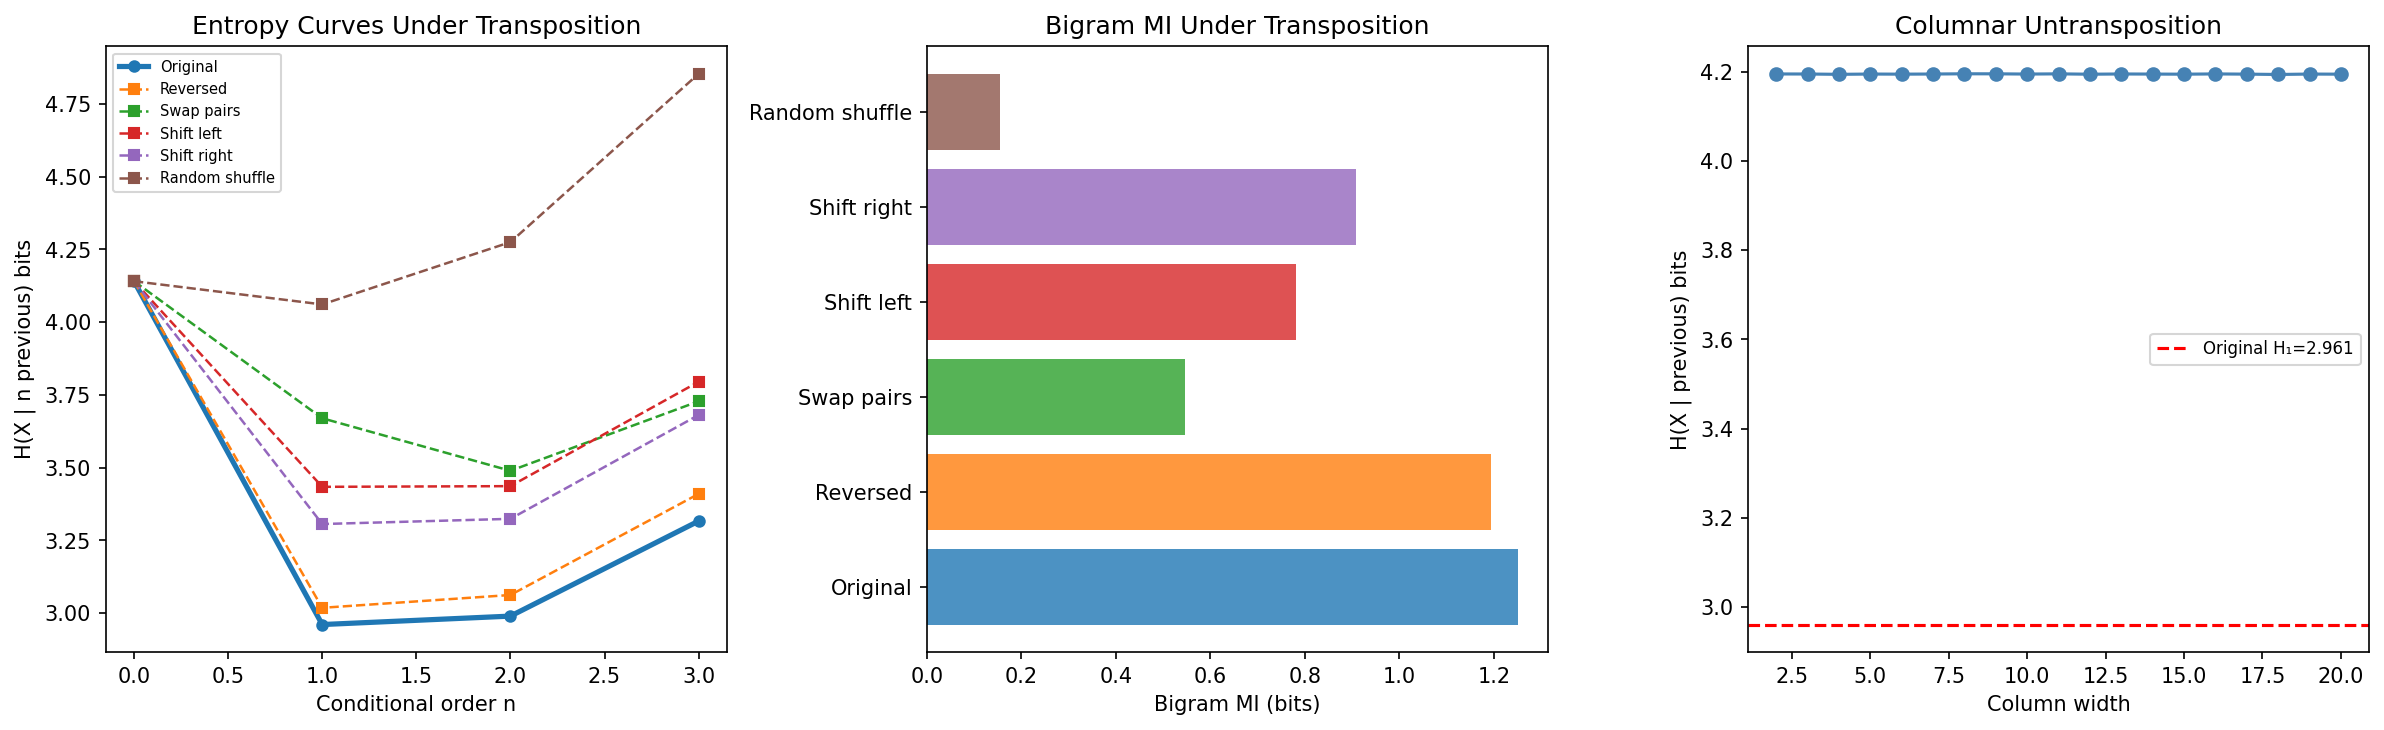 Entropy Curves Under Transposition
Original
Reversed
Swap pairs
Shift left
Shift right
Random shuffle
4.75
4.50
4.25
4.00
3.75
3.50
3.25
3.00
H(X | n previous) bits
0.0 0.5 1.0 1.5 2.0 2.5 3.0
Conditional order n
Bigram MI Under Transposition
Random shuffle
Shift right
Shift left
Swap pairs
Reversed
Original
0.0 0.2 0.4 0.6 0.8 1.0 1.2
Bigram MI (bits)
Columnar Untransposition
4.2
4.0
3.8
3.6
3.4
3.2
3.0
H(X | previous) bits
Original H₁=2.961
2.5 5.0 7.5 10.0 12.5 15.0 17.5 20.0
Column width